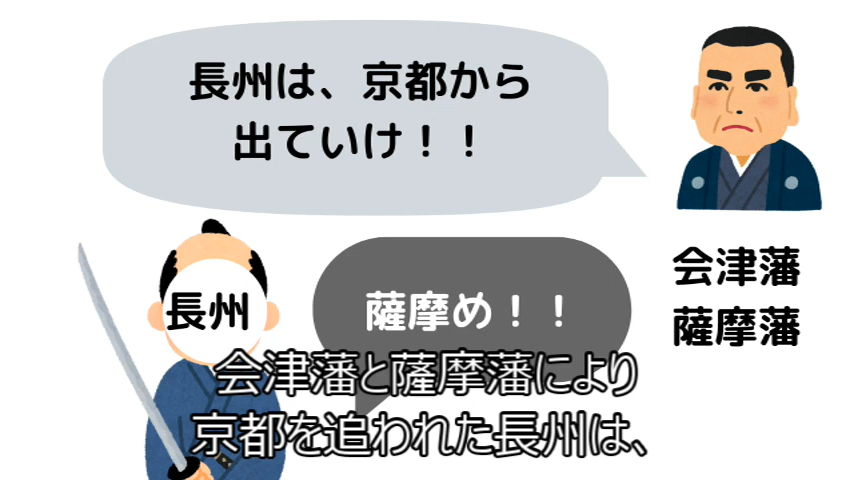 長州は、京都から
出ていけ！！
会津藩
薩摩藩
長州
薩摩め！！
会津藩と薩摩藩により
京都を追われた長州は、